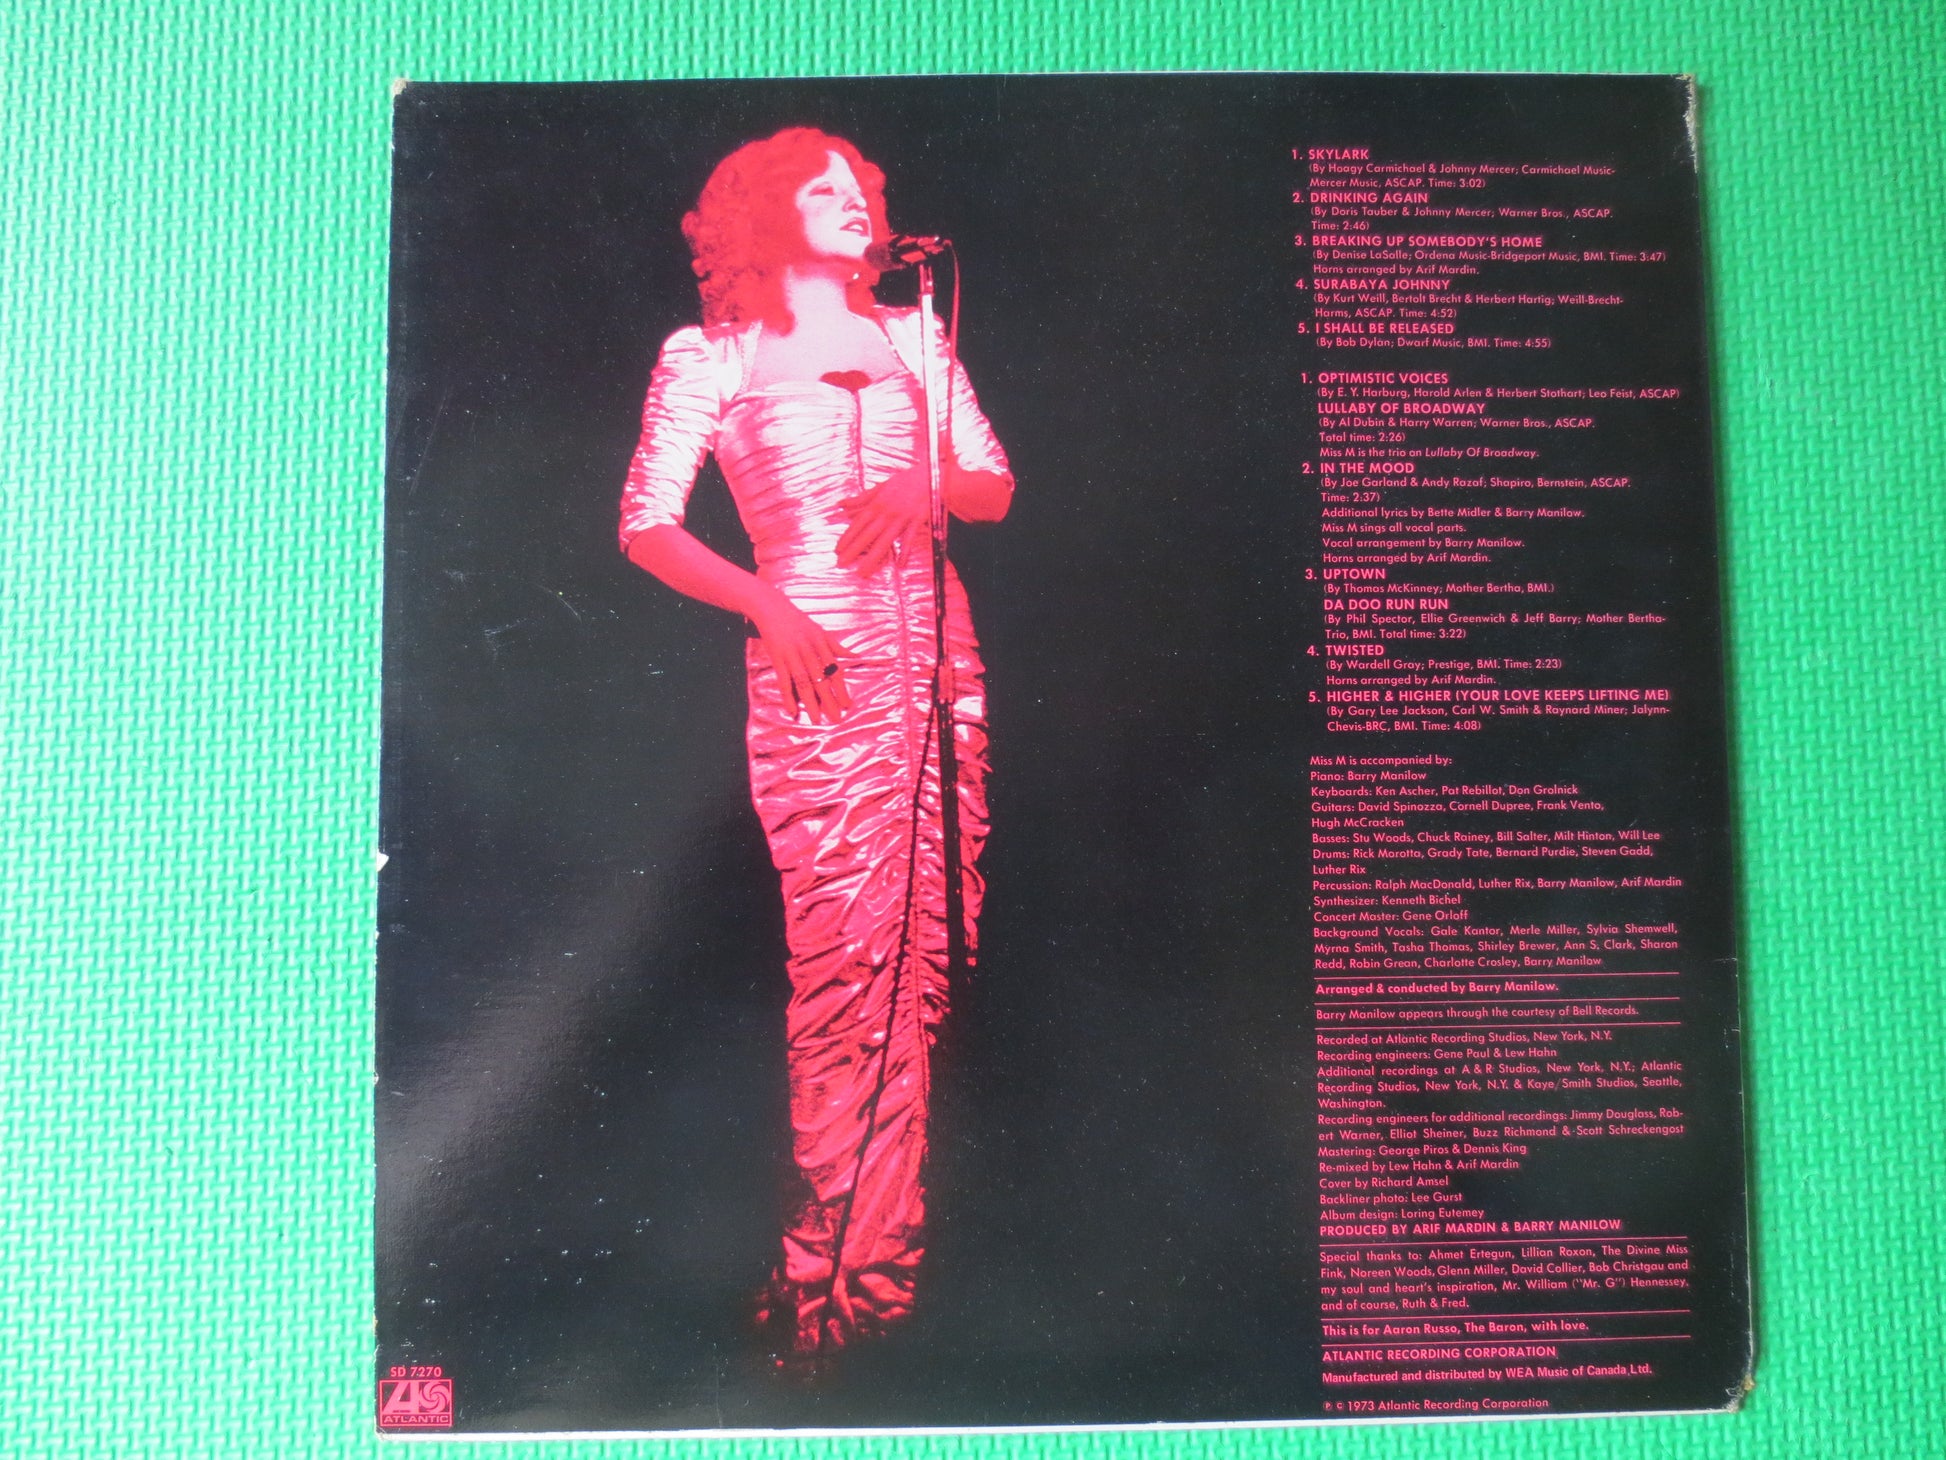 1. SKYLARK
(By Hoagy Carmichael & Johnny Mercer; Carmichael Music-
Mercer Music, ASCAP. Time: 3:02)
2. DRINKING AGAIN
(By Doris Tauber & Johnny Mercer; Warner Bros., ASCAP.
Time: 2:46)
3. BREAKING UP SOMEBODY'S HOME
(By Denise LaSalle; Ordena Music-Bridgeport Music, BMI. Time: 3:47)
Horns arranged by Arif Mardin.
4. SURABAYA JOHNNY
(By Kurt Weill, Bertolt Brecht & Herbert Hartig; Weill-Brecht-
Harms, ASCAP. Time: 4:52)
5. I SHALL BE RELEASED
(By Bob Dylan; Dwarf Music, BMI. Time: 4:55)
1. OPTIMISTIC VOICES
(By E. Y. Harburg, Harold Arlen & Herbert Stothart; Leo Feist, ASCAP)
LULLABY OF BROADWAY
(By Al Dubin & Harry Warren; Warner Bros., ASCAP.
Total time: 2:26)
Miss M is the trio on Lullaby Of Broadway.
2. IN THE MOOD
(By Joe Garland & Andy Razaf; Shapiro, Bernstein, ASCAP.
Time: 2:37)
Additional lyrics by Bette Midler & Barry Manilow.
Miss M sings all vocal parts.
Vocal arrangement by Barry Manilow.
Horns arranged by Arif Mardin.
3. UPTOWN
(By Thomas McKinney; Mother Bertha, BMI.)
DA DOO RUN RUN
(By Phil Spector, Ellie Greenwich & Jeff Barry; Mother Bertha-
Trio, BMI. Total time: 3:22)
4. TWISTED
(By Wardell Gray; Prestige, BMI. Time: 2:23)
Horns arranged by Arif Mardin.
5. HIGHER & HIGHER (YOUR LOVE KEEPS LIFTING ME)
(By Gary Lee Jackson, Carl W. Smith & Raynard Miner; Jalynn-
Chevis-BRC, BMI. Time: 4:08)
Miss M is accompanied by:
Piano: Barry Manilow
Keyboards: Ken Ascher, Pat Rebillot, Don Grolnick
Guitars: David Spinozza, Cornell Dupree, Frank Vento,
Hugh McCracken
Basses: Stu Woods, Chuck Rainey, Bill Salter, Milt Hinton, Will Lee
Drums: Rick Marotta, Grady Tate, Bernard Purdie, Steven Gadd,
Luther Rix
Percussion: Ralph MacDonald, Luther Rix, Barry Manilow, Arif Mardin
Synthesizer: Kenneth Bichel
Concert Master: Gene Orloff
Background Vocals: Gale Kantor, Merle Miller, Sylvia Shemwell,
Myrna Smith, Tasha Thomas, Shirley Brewer, Ann S. Clark, Sharon
Redd, Robin Grean, Charlotte Crosley, Barry Manilow
Arranged & conducted by Barry Manilow.
Barry Manilow appears through the courtesy of Bell Records.
Recorded at Atlantic Recording Studios, New York, N.Y.
Recording engineers: Gene Paul & Lew Hahn
Additional recordings at A & R Studios, New York, N.Y.; Atlantic
Recording Studios, New York, N.Y. & Kaye/Smith Studios, Seattle,
Washington.
Recording engineers for additional recordings: Jimmy Douglass, Rob-
ert Warner, Elliot Sheiner, Buzz Richmond & Scott Schreckengost
Mastering: George Piros & Dennis King
Re-mixed by Lew Hahn & Arif Mardin
Cover by Richard Amsel
Backliner photo: Lee Gurst
Album design: Loring Eutemey
PRODUCED BY ARIF MARDIN & BARRY MANILOW
Special thanks to: Ahmet Ertegun, Lillian Roxon, The Divine Miss
Fink, Noreen Woods, Glenn Miller, David Collier, Bob Christgau and
my soul and heart's inspiration, Mr. William ("Mr. G") Hennessey,
and of course, Ruth & Fred.
This is for Aaron Russo, The Baron, with love.
ATLANTIC RECORDING CORPORATION
Manufactured and distributed by WEA Music of Canada, Ltd.
℗ © 1973 Atlantic Recording Corporation
SD 7270
ATLANTIC